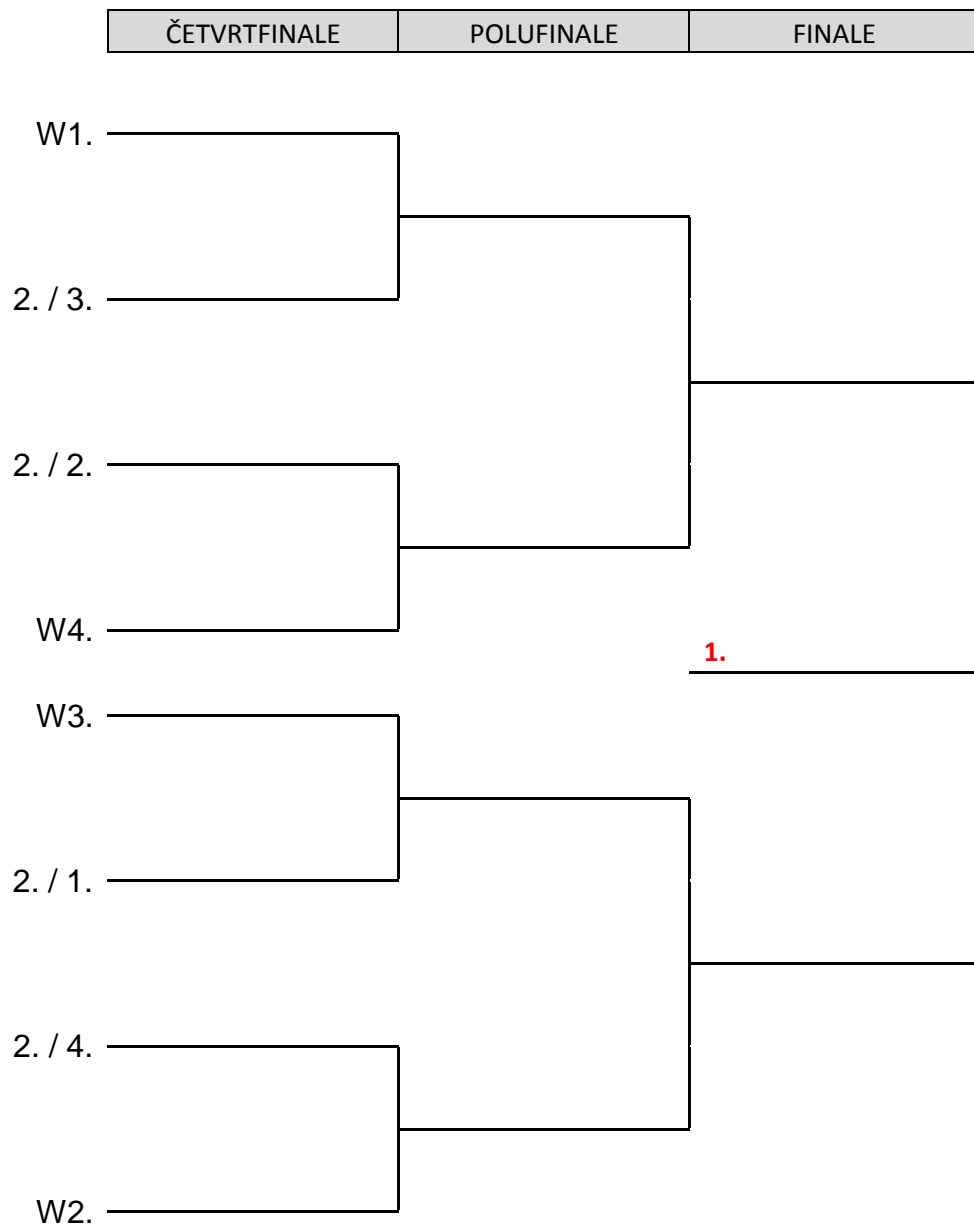 ČETVRTFINALE POLUFINALE FINALE
W1.
2. / 3.
2. / 2.
W4.
1.
W3.
2. / 1.
2. / 4.
W2.